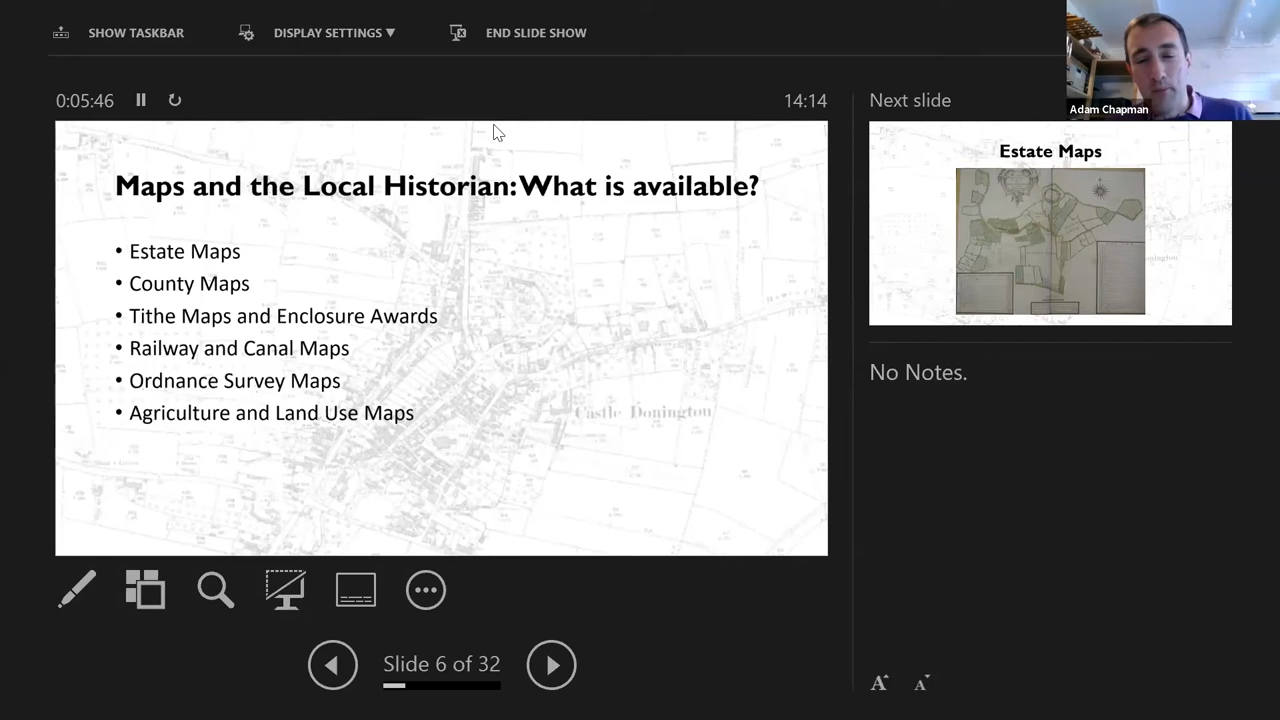 SHOW TASKBAR
DISPLAY SETTINGS ▼
END SLIDE SHOW
Adam Chapman
0:05:46
14:14
Next slide
Maps and the Local Historian: What is available?
• Estate Maps
• County Maps
• Tithe Maps and Enclosure Awards
• Railway and Canal Maps
• Ordnance Survey Maps
• Agriculture and Land Use Maps
Castle Donington
Estate Maps
No Notes.
Slide 6 of 32
A A